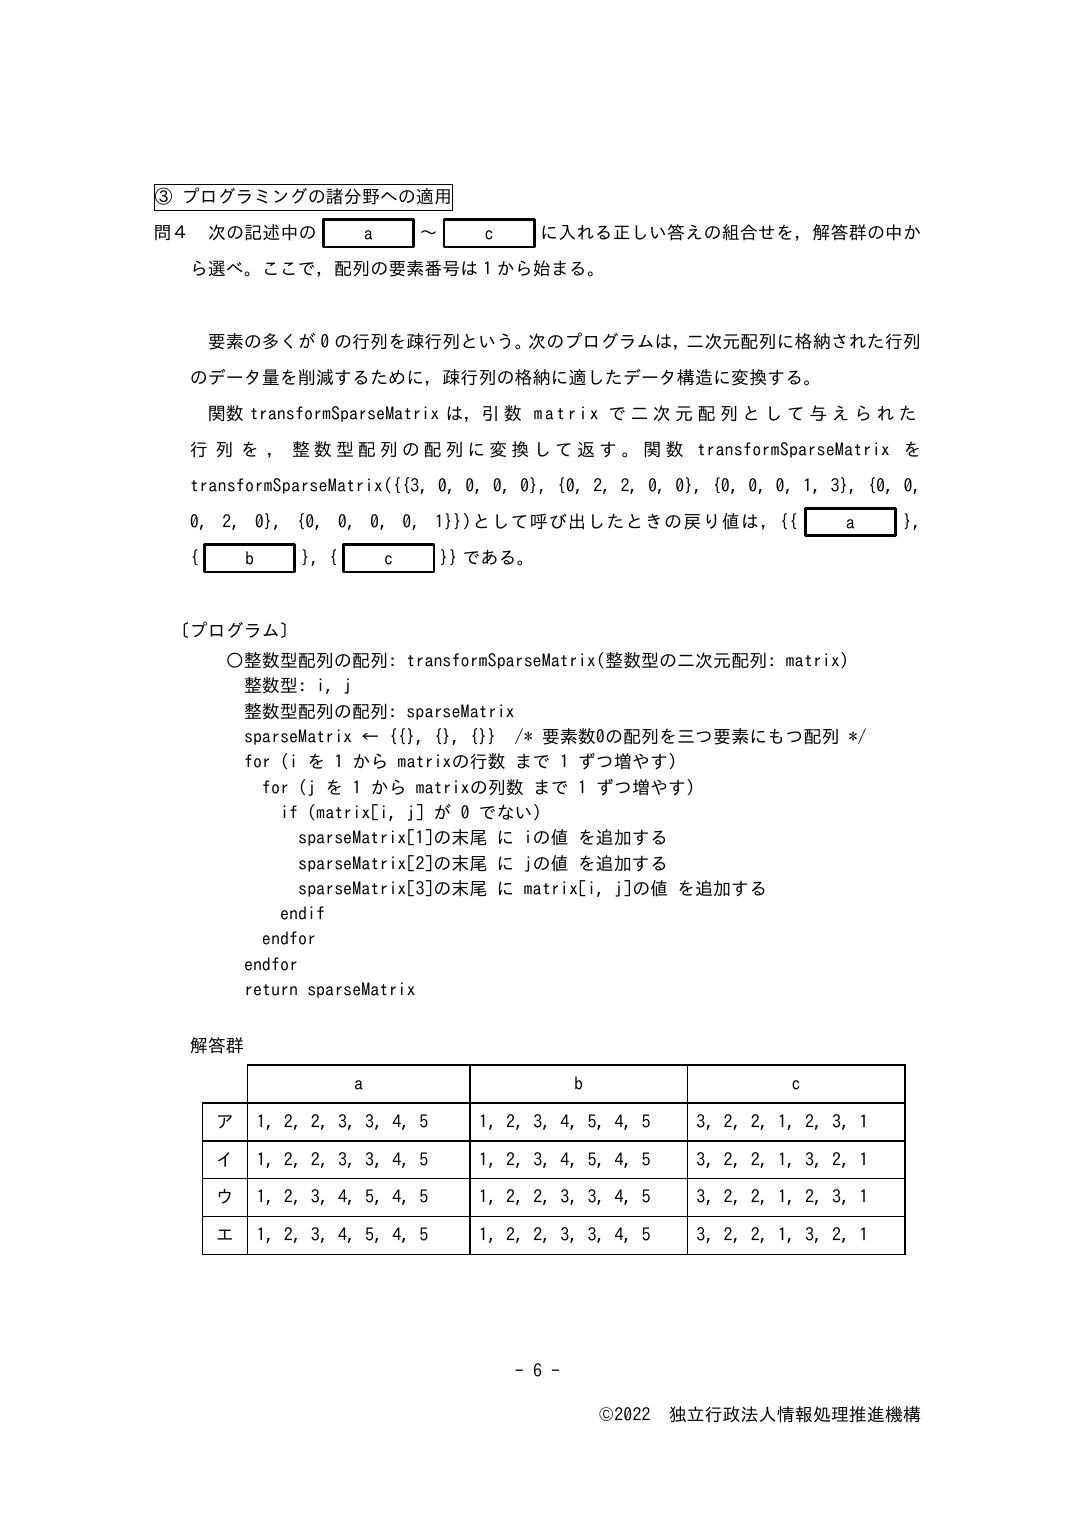 ③ プログラミングの諸分野への適用
問４　次の記述中の a ～ c に入れる正しい答えの組合せを，解答群の中か
ら選べ。ここで，配列の要素番号は 1 から始まる。
要素の多くが 0 の行列を疎行列という。次のプログラムは，二次元配列に格納された行列
のデータ量を削減するために，疎行列の格納に適したデータ構造に変換する。
関数 transformSparseMatrix は，引数 matrix で二次元配列として与えられた
行列を，整数型配列の配列に変換して返す。関数 transformSparseMatrix を
transformSparseMatrix({{3, 0, 0, 0, 0}, {0, 2, 2, 0, 0}, {0, 0, 0, 1, 3}, {0, 0,
0, 2, 0}, {0, 0, 0, 0, 1}})として呼び出したときの戻り値は，{{ a },
{ b }, { c }} である。
〔プログラム〕
○整数型配列の配列: transformSparseMatrix(整数型の二次元配列: matrix)
整数型: i, j
整数型配列の配列: sparseMatrix
sparseMatrix ← {{}, {}, {}} /* 要素数0の配列を三つ要素にもつ配列 */
for (i を 1 から matrixの行数 まで 1 ずつ増やす)
for (j を 1 から matrixの列数 まで 1 ずつ増やす)
if (matrix[i, j] が 0 でない)
sparseMatrix[1]の末尾 に iの値 を追加する
sparseMatrix[2]の末尾 に jの値 を追加する
sparseMatrix[3]の末尾 に matrix[i, j]の値 を追加する
endif
endfor
endfor
return sparseMatrix
解答群
a b c
ア 1, 2, 2, 3, 3, 4, 5 1, 2, 3, 4, 5, 4, 5 3, 2, 2, 1, 2, 3, 1
イ 1, 2, 2, 3, 3, 4, 5 1, 2, 3, 4, 5, 4, 5 3, 2, 2, 1, 3, 2, 1
ウ 1, 2, 3, 4, 5, 4, 5 1, 2, 2, 3, 3, 4, 5 3, 2, 2, 1, 2, 3, 1
エ 1, 2, 3, 4, 5, 4, 5 1, 2, 2, 3, 3, 4, 5 3, 2, 2, 1, 3, 2, 1
- 6 -
©2022　独立行政法人情報処理推進機構